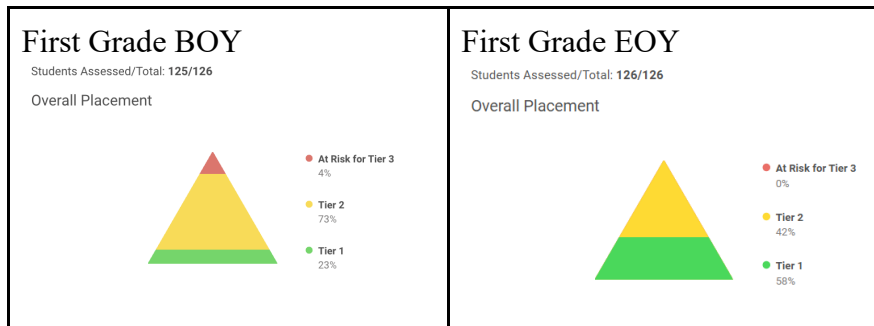 First Grade BOY
Students Assessed/Total: 125/126
Overall Placement
At Risk for Tier 3
4%
Tier 2
73%
Tier 1
23%
First Grade EOY
Students Assessed/Total: 126/126
Overall Placement
At Risk for Tier 3
0%
Tier 2
42%
Tier 1
58%